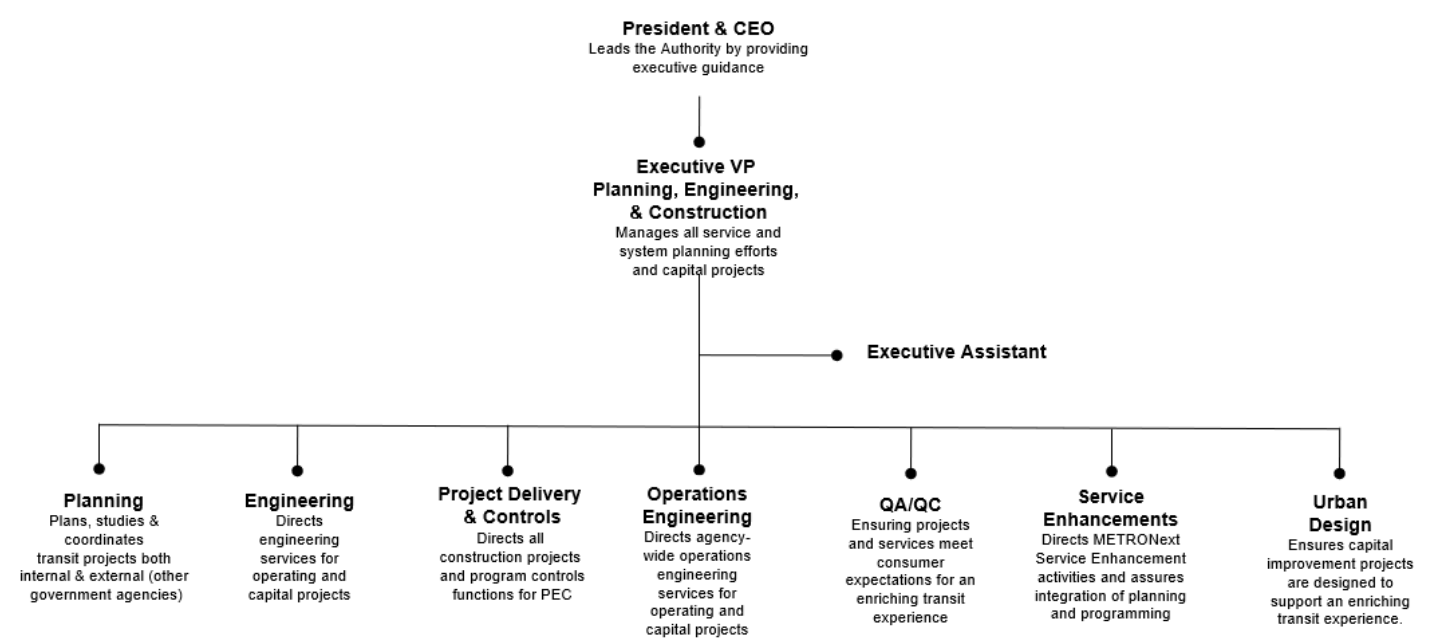 President & CEO
Leads the Authority by providing
executive guidance
Executive VP
Planning, Engineering,
& Construction
Manages all service and
system planning efforts
and capital projects
Executive Assistant
Planning
Plans, studies &
coordinates
transit projects both
internal & external (other
government agencies)
Engineering
Directs
engineering
services for
operating and
capital projects
Project Delivery
& Controls
Directs all
construction projects
and program controls
functions for PEC
Operations
Engineering
Directs agency-
wide operations
engineering
services for
operating and
capital projects
QA/QC
Ensuring projects
and services meet
consumer
expectations for an
enriching transit
experience
Service
Enhancements
Directs METRONext
Service Enhancement
activities and assures
integration of planning
and programming
Urban
Design
Ensures capital
improvement projects
are designed to
support an enriching
transit experience.